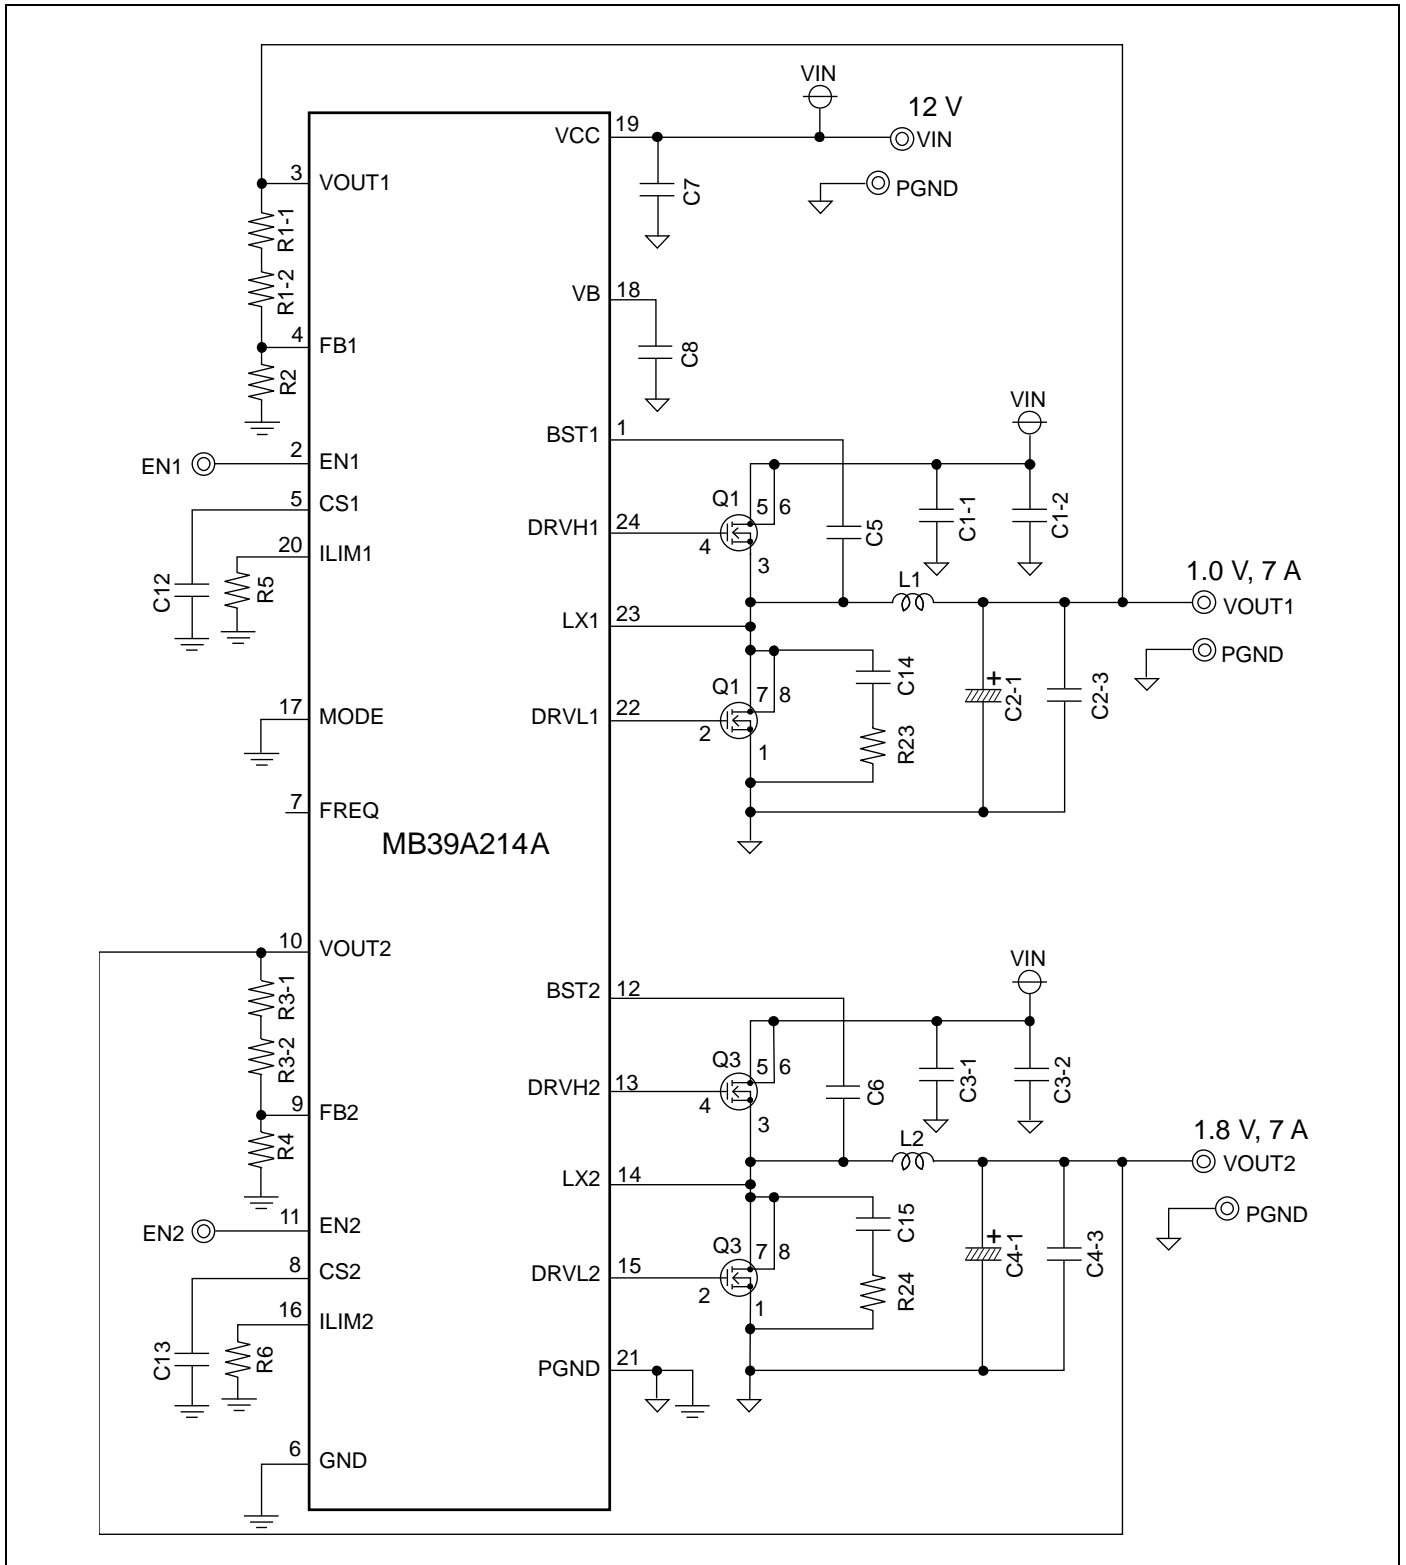 VIN
12 V
VCC 19
VIN
3 VOUT1
PGND
C7
R1-1
R1-2
VB 18
C8
4 FB1
R2
VIN
BST1 1
2 EN1
EN1
5 CS1
Q1
5 6
C5
C1-1
C1-2
DRVH1 24
4
3
20 ILIM1
C12
R5
L1
1.0 V, 7 A
VOUT1
LX1 23
PGND
C14
Q1
7 8
C2-1
+
C2-3
17 MODE
DRVL1 22
2
1
R23
7 FREQ
MB39A214A
10 VOUT2
VIN
R3-1
BST2 12
R3-2
Q3
5 6
C6
C3-1
C3-2
DRVH2 13
4
3
9 FB2
R4
L2
1.8 V, 7 A
VOUT2
LX2 14
11 EN2
EN2
PGND
C15
Q3
7 8
C4-1
+
C4-3
8 CS2
DRVL2 15
2
1
R24
16 ILIM2
C13
R6
PGND 21
6 GND